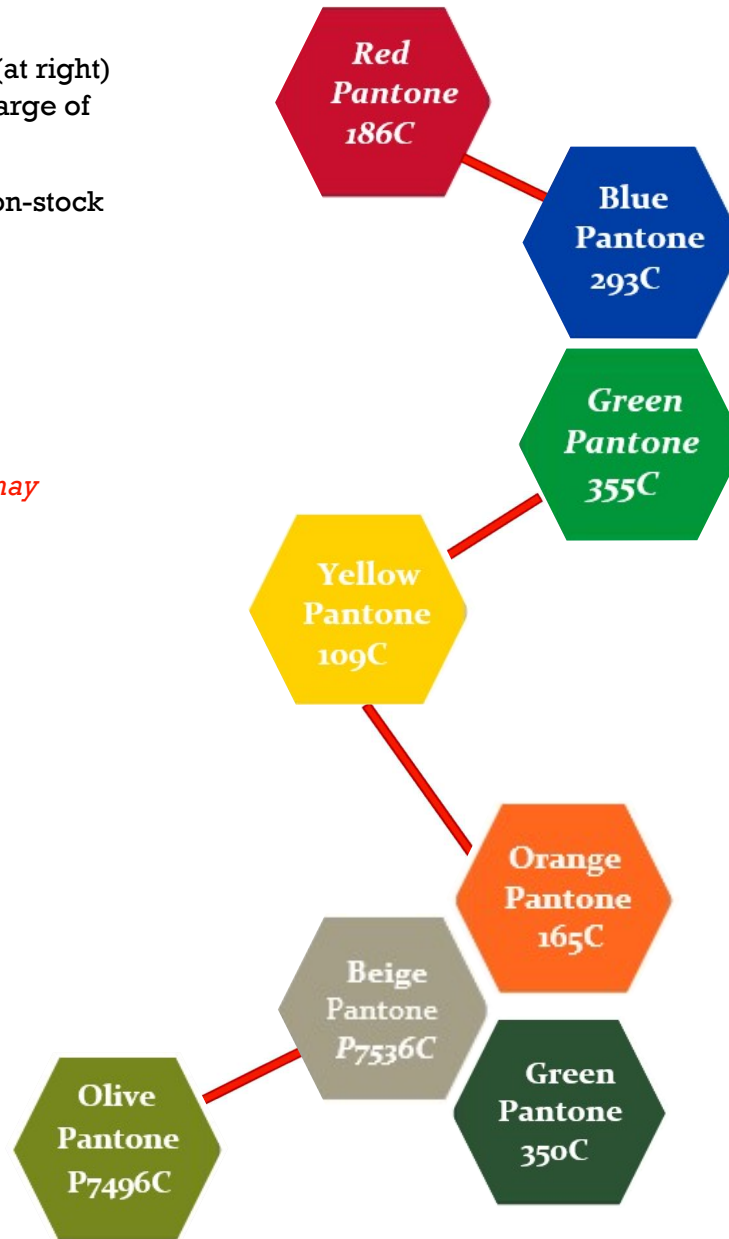 (at right)
arge of
on-stock
may
Red
Pantone
186C
Blue
Pantone
293C
Green
Pantone
355C
Yellow
Pantone
109C
Orange
Pantone
165C
Beige
Pantone
P7536C
Green
Pantone
350C
Olive
Pantone
P7496C